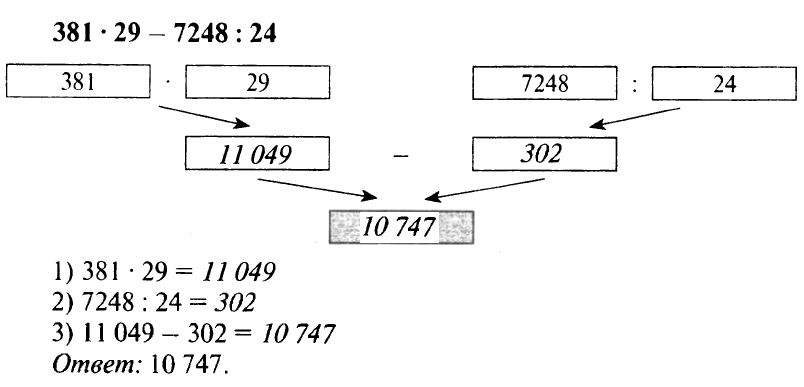 381 · 29 – 7248 : 24
381 · 29 7248 : 24
11 049 – 302
10 747
1) 381 · 29 = 11 049
2) 7248 : 24 = 302
3) 11 049 – 302 = 10 747
Ответ: 10 747.